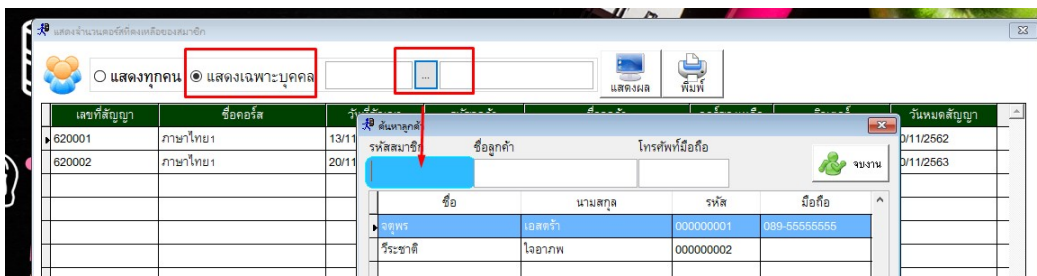 แสดงจำนวนคอร์สที่คงเหลือของสมาชิก
แสดงทุกคน แสดงเฉพาะบุคคล ... แสดงผล พิมพ์
เลขที่สัญญา ชื่อคอร์ส วันหมดสัญญา
620001 ภาษาไทย1 13/11 0/11/2562
620002 ภาษาไทย1 20/11 0/11/2563
ค้นหาลูกค้า
รหัสสมาชิก ชื่อลูกค้า โทรศัพท์มือถือ
จบงาน
ชื่อ นามสกุล รหัส มือถือ
จตุพร เอสตร้า 000000001 089-55555555
วีระชาติ ใจอาภพ 000000002